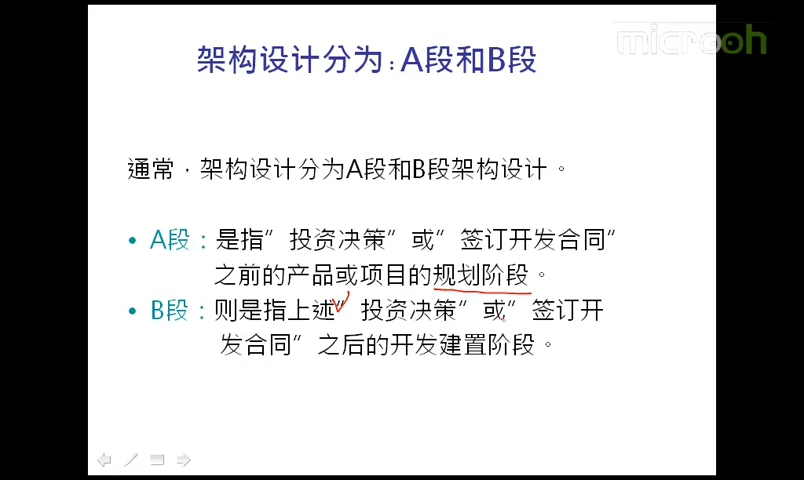 microoh
架构设计分为：A段和B段
通常，架构设计分为A段和B段架构设计。
• A段：是指”投资决策”或”签订开发合同”
之前的产品或项目的规划阶段。
• B段：则是指上述”投资决策”或”签订开
发合同”之后的开发建置阶段。